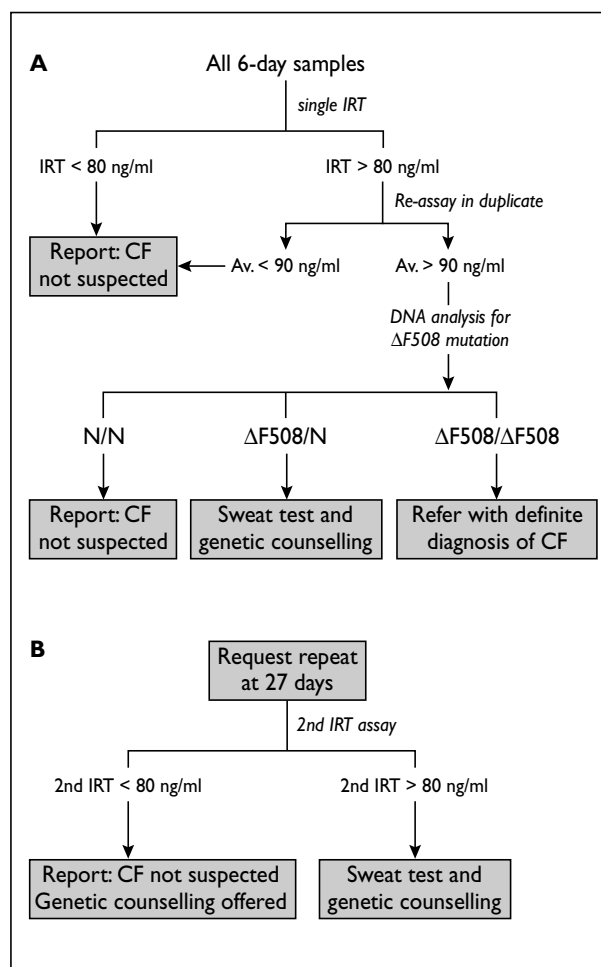 A
All 6-day samples
single IRT
IRT < 80 ng/ml
IRT > 80 ng/ml
Re-assay in duplicate
Report: CF
not suspected
Av. < 90 ng/ml
Av. > 90 ng/ml
DNA analysis for
ΔF508 mutation
N/N
ΔF508/N
ΔF508/ΔF508
Report: CF
not suspected
Sweat test and
genetic counselling
Refer with definite
diagnosis of CF
B
Request repeat
at 27 days
2nd IRT assay
2nd IRT < 80 ng/ml
2nd IRT > 80 ng/ml
Report: CF not suspected
Genetic counselling offered
Sweat test and
genetic counselling